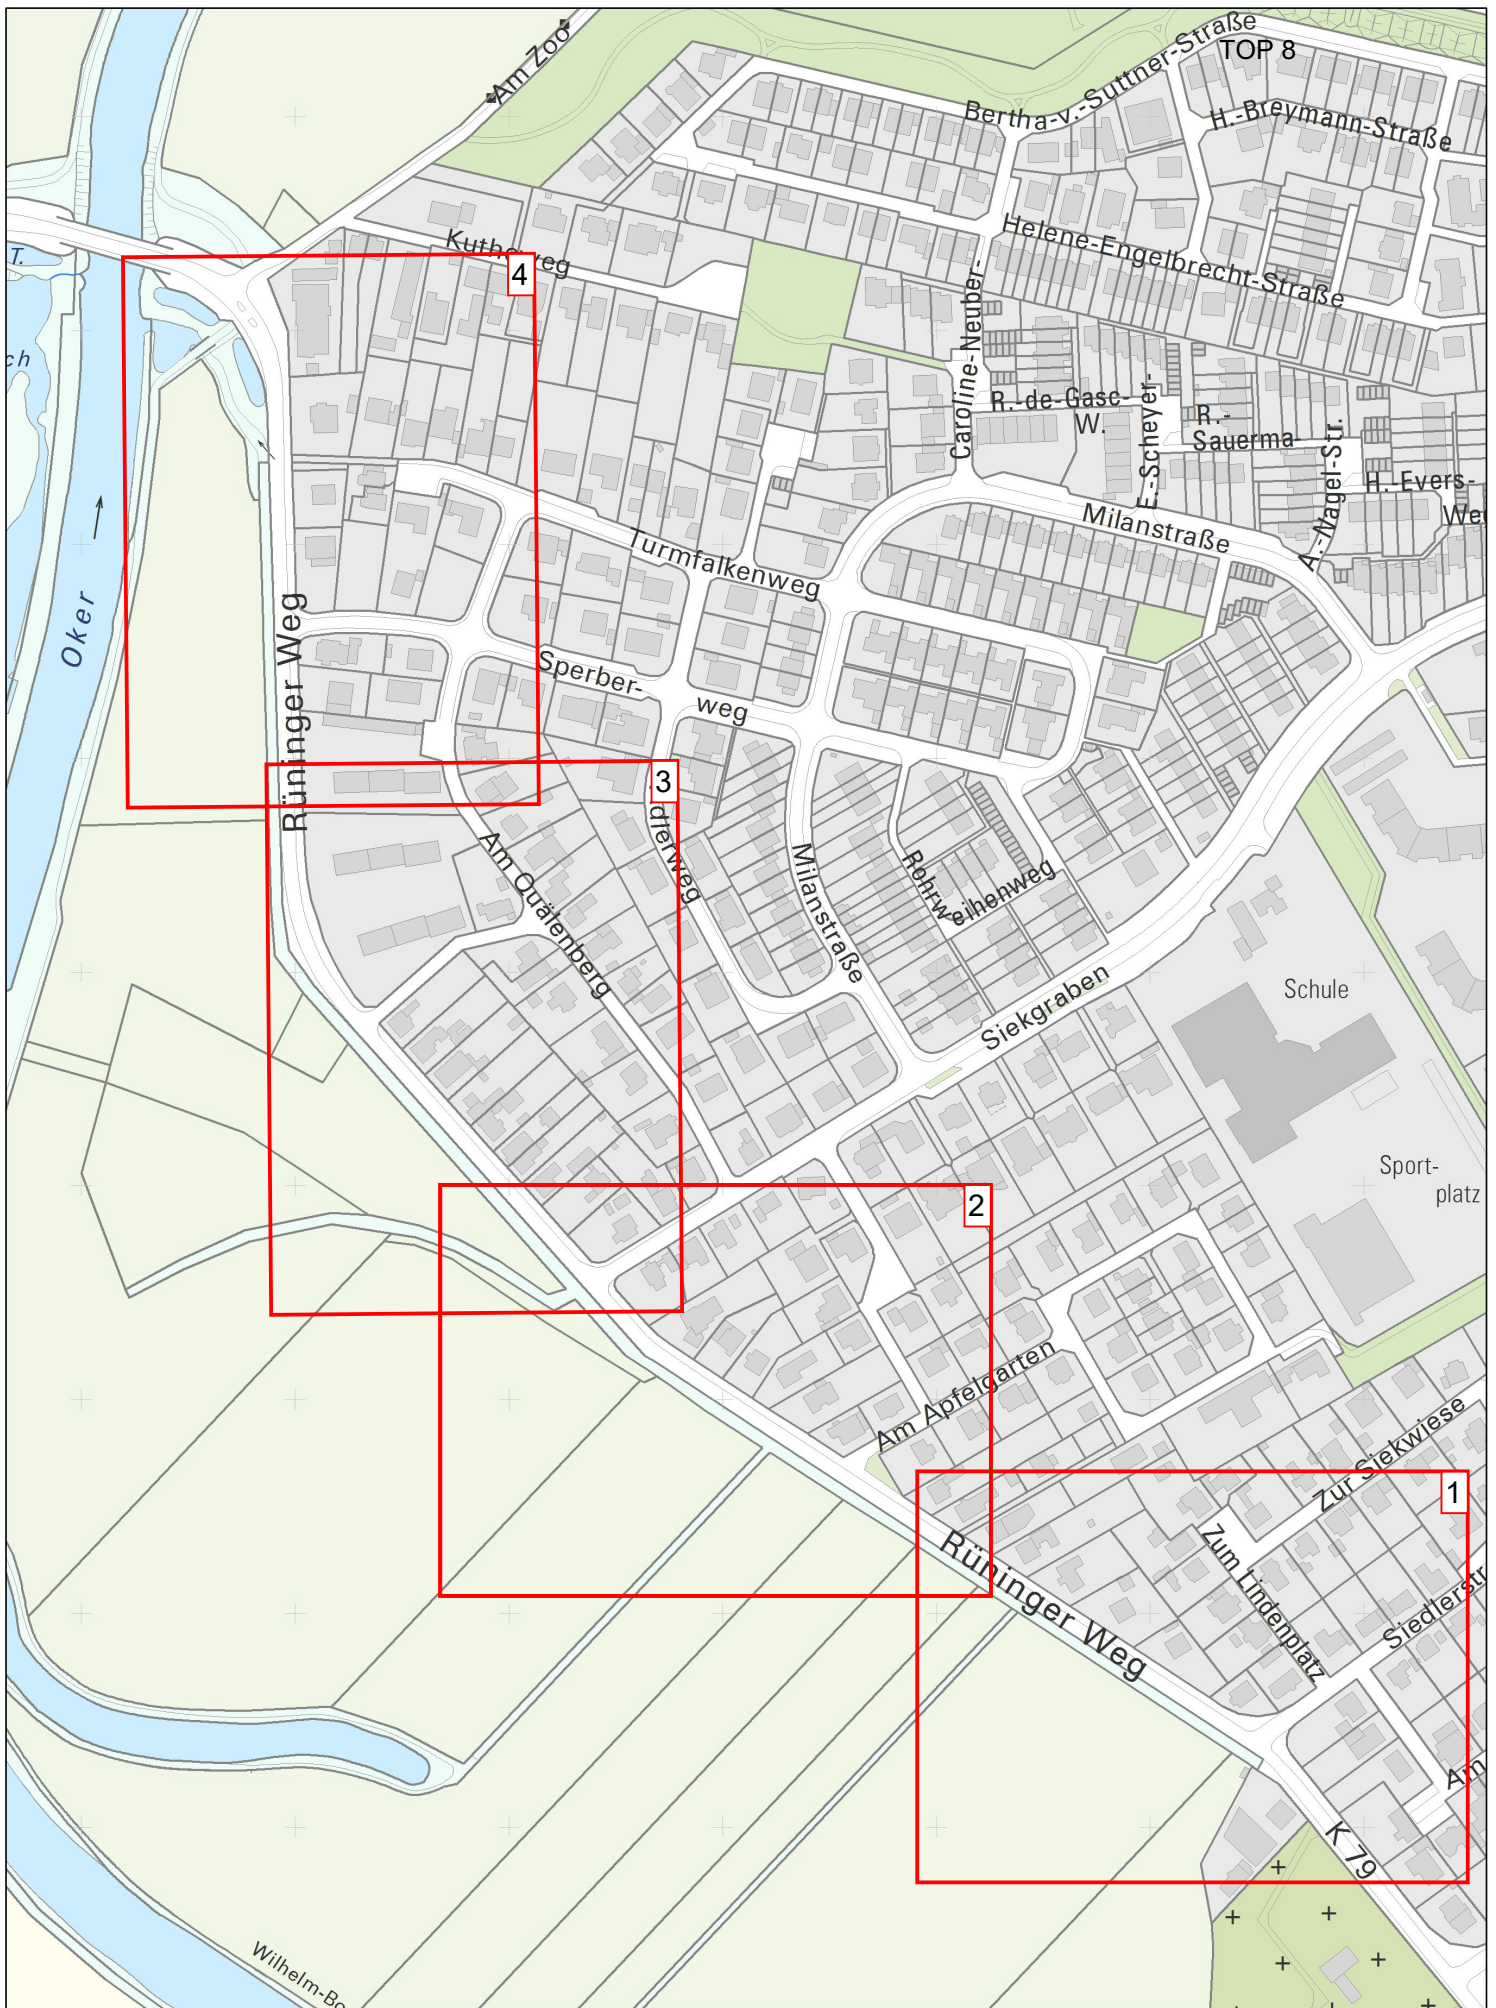 Am Zoo
Bertha-v.-Suttner-Straße
TOP 8
H.-Breymann-Straße
Helene-Engelbrecht-Straße
T.
4
ch
Caroline-Neuber-
R.-de-Gasc-
W.
E.-Scheyer-
R.-
Sauerma-
A.-Nagel-Str.
H.-Evers-
Weg
Milanstraße
Turmfalkenweg
Oker
Rüninger Weg
Sperber-
weg
3
Am Quälenberg
Milanstraße
Rohrweihenweg
Siekgraben
Schule
Sport-
platz
2
Am Apfelgarten
Zur Siekwiese
1
Zum Lindenplatz
Siedlerstr
Rüninger Weg
Am
K 79
Wilhelm-Bo